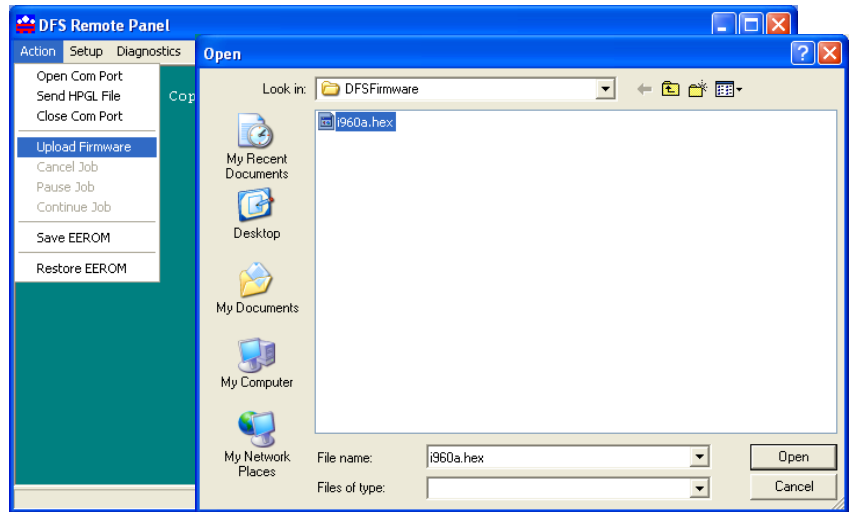 DFS Remote Panel
Action Setup Diagnostics
Open Com Port
Send HPGL File
Close Com Port
Upload Firmware
Cancel Job
Pause Job
Continue Job
Save EEROM
Restore EEROM
Cop
Open
Look in: DFSFirmware
i960a.hex
My Recent
Documents
Desktop
My Documents
My Computer
My Network
Places
File name: i960a.hex Open
Files of type: Cancel